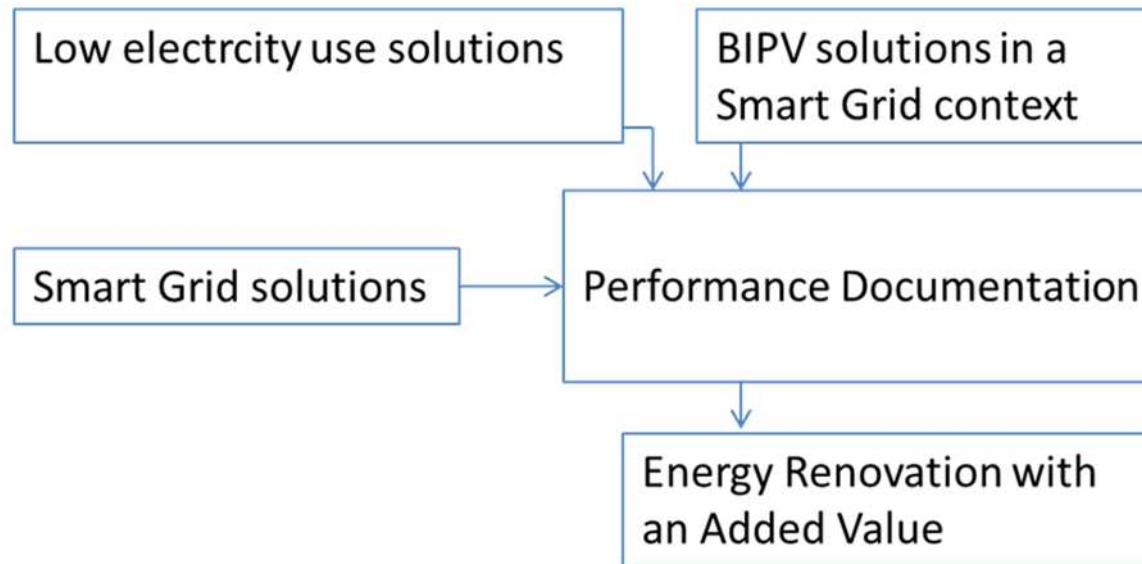 Low electrcity use solutions
BIPV solutions in a
Smart Grid context
Smart Grid solutions
Performance Documentation
Energy Renovation with
an Added Value